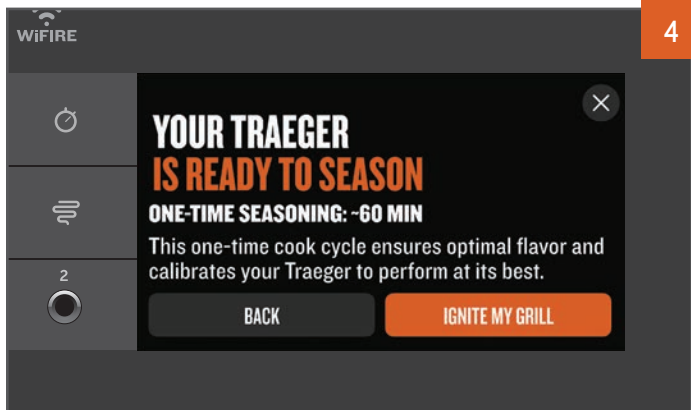 WiFIRE
4
YOUR TRAEGER
IS READY TO SEASON
ONE-TIME SEASONING: ~60 MIN
This one-time cook cycle ensures optimal flavor and
calibrates your Traeger to perform at its best.
2
BACK
IGNITE MY GRILL